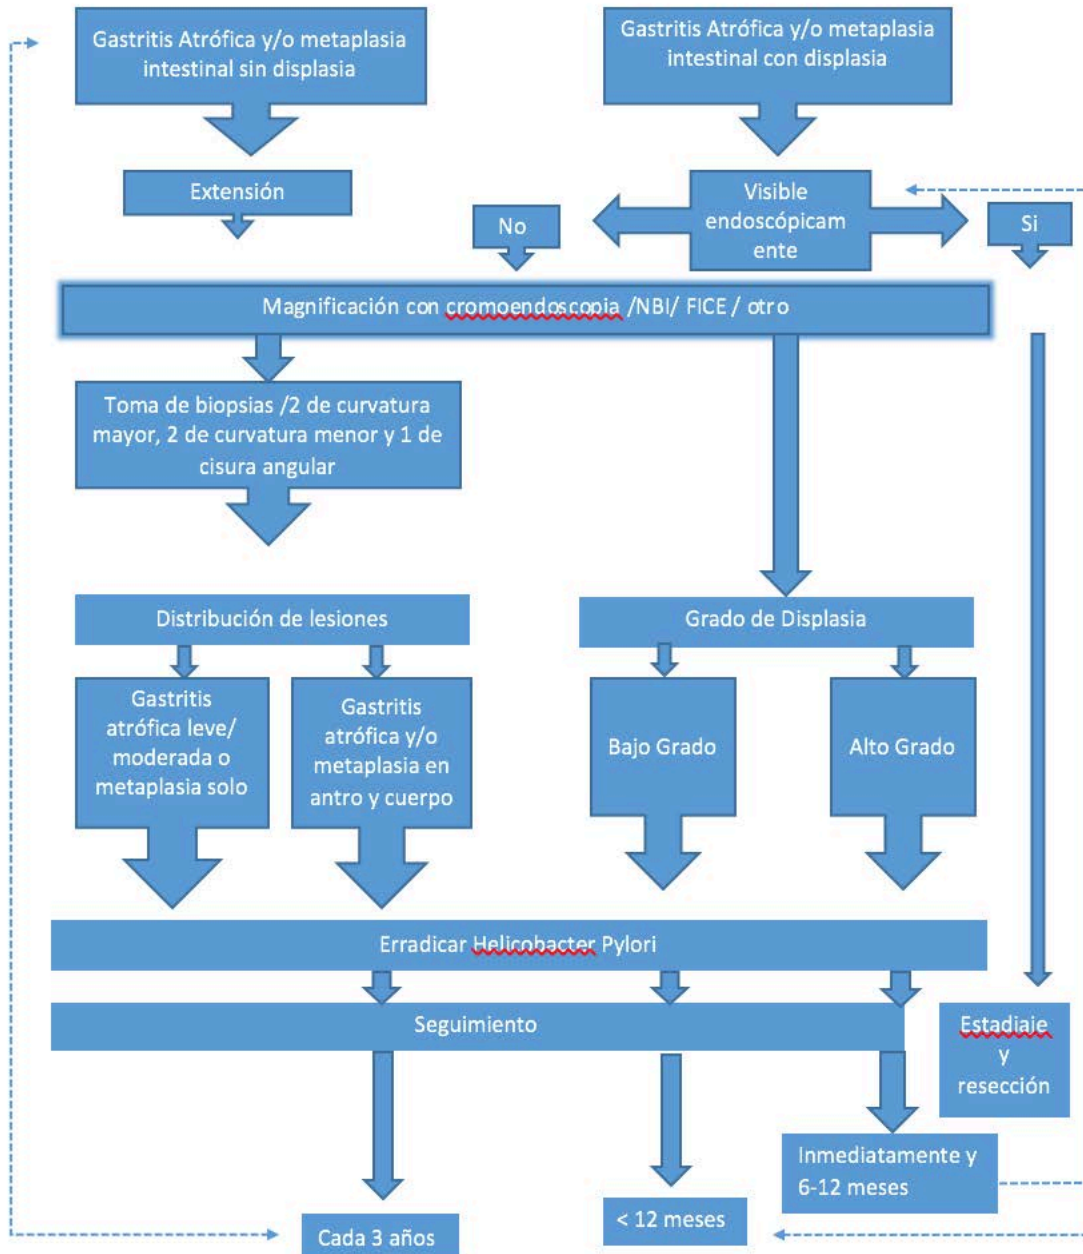 Gastritis Atrófica y/o metaplasia
intestinal sin displasia
Gastritis Atrófica y/o metaplasia
intestinal con displasia
Extensión
No
Visible
endoscópicam
ente
Si
Magnificación con cromoendoscopia /NBI/ FICE / otro
Toma de biopsias /2 de curvatura
mayor, 2 de curvatura menor y 1 de
cisura angular
Distribución de lesiones
Grado de Displasia
Gastritis
atrófica leve/
moderada o
metaplasia solo
Gastritis
atrófica y/o
metaplasia en
antro y cuerpo
Bajo Grado
Alto Grado
Erradicar Helicobacter Pylori
Seguimiento
Estadiaje
y
resección
Inmediatamente y
6-12 meses
Cada 3 años
< 12 meses